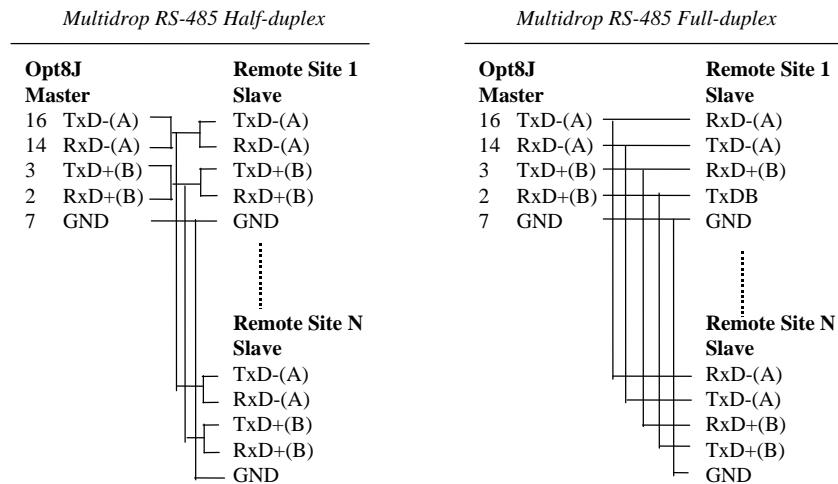 Multidrop RS-485 Half-duplex
Opt8J
Master
16 TxD-(A)
14 RxD-(A)
3 TxD+(B)
2 RxD+(B)
7 GND
Remote Site 1
Slave
TxD-(A)
RxD-(A)
TxD+(B)
RxD+(B)
GND
Remote Site N
Slave
TxD-(A)
RxD-(A)
TxD+(B)
RxD+(B)
GND
Multidrop RS-485 Full-duplex
Opt8J
Master
16 TxD-(A)
14 RxD-(A)
3 TxD+(B)
2 RxD+(B)
7 GND
Remote Site 1
Slave
RxD-(A)
TxD-(A)
RxD+(B)
TxDB
GND
Remote Site N
Slave
RxD-(A)
TxD-(A)
RxD+(B)
TxD+(B)
GND